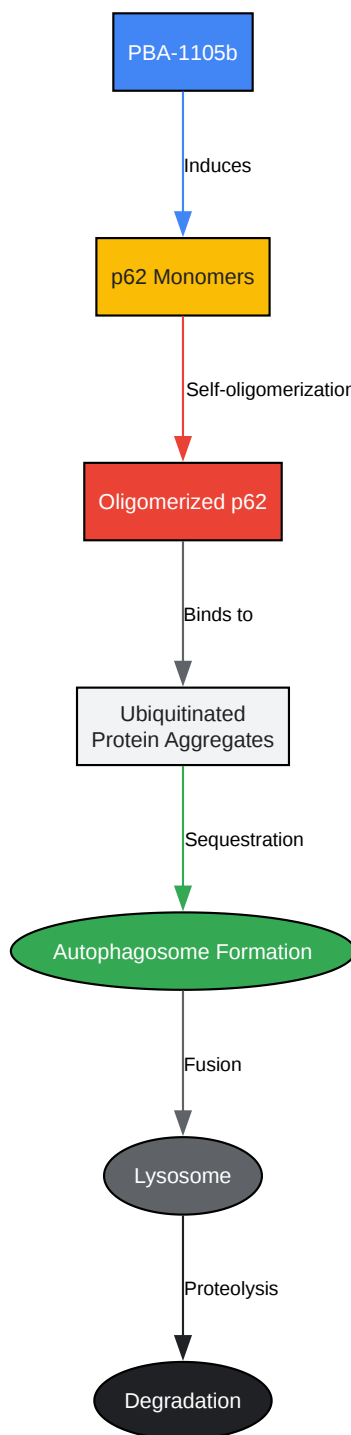 PBA-1105b
Induces
p62 Monomers
Self-oligomerization
Oligomerized p62
Binds to
Ubiquitinated
Protein Aggregates
Sequestration
Autophagosome Formation
Fusion
Lysosome
Proteolysis
Degradation